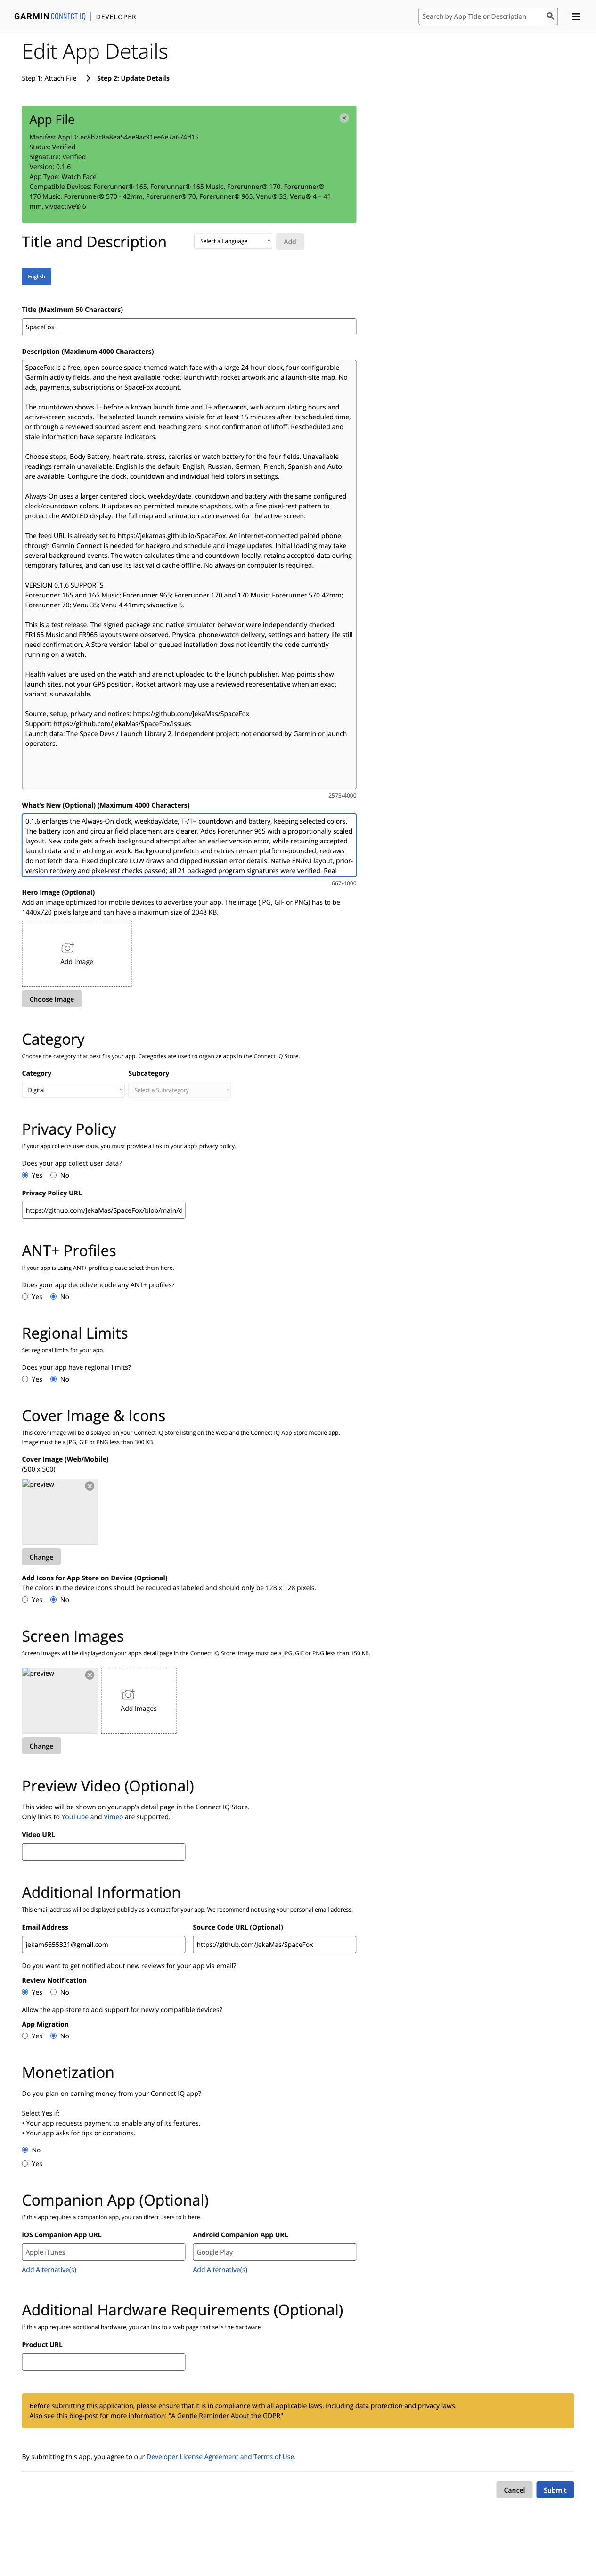 GARMIN CONNECT IQ | DEVELOPER
Search by App Title or Description
Edit App Details
Step 1: Attach File
Step 2: Update Details
App File
Manifest AppID: ec8b7c8a8ea54ee9ac91ee6e7a674d15
Status: Verified
Signature: Verified
Version: 0.1.6
App Type: Watch Face
Compatible Devices: Forerunner® 165, Forerunner® 165 Music, Forerunner® 170, Forerunner®
170 Music, Forerunner® 570 - 42mm, Forerunner® 70, Forerunner® 965, Venu® 3S, Venu® 4 – 41
mm, vívoactive® 6
Title and Description
Select a Language
Add
English
Title (Maximum 50 Characters)
SpaceFox
Description (Maximum 4000 Characters)
SpaceFox is a free, open-source space-themed watch face with a large 24-hour clock, four configurable
Garmin activity fields, and the next available rocket launch with rocket artwork and a launch-site map. No
ads, payments, subscriptions or SpaceFox account.
The countdown shows T- before a known launch time and T+ afterwards, with accumulating hours and
active-screen seconds. The selected launch remains visible for at least 15 minutes after its scheduled time,
or through a reviewed sourced ascent end. Reaching zero is not confirmation of liftoff. Rescheduled and
stale information have separate indicators.
Choose steps, Body Battery, heart rate, stress, calories or watch battery for the four fields. Unavailable
readings remain unavailable. English is the default; English, Russian, German, French, Spanish and Auto
are available. Configure the clock, countdown and individual field colors in settings.
Always-On uses a larger centered clock, weekday/date, countdown and battery with the same configured
clock/countdown colors. It updates on permitted minute snapshots, with a fine pixel-rest pattern to
protect the AMOLED display. The full map and animation are reserved for the active screen.
The feed URL is already set to https://jekamas.github.io/SpaceFox. An internet-connected paired phone
through Garmin Connect is needed for background schedule and image updates. Initial loading may take
several background events. The watch calculates time and countdown locally, retains accepted data during
temporary failures, and can use its last valid cache offline. No always-on computer is required.
VERSION 0.1.6 SUPPORTS
Forerunner 165 and 165 Music; Forerunner 965; Forerunner 170 and 170 Music; Forerunner 570 42mm;
Forerunner 70; Venu 3S; Venu 4 41mm; vivoactive 6.
This is a test release. The signed package and native simulator behavior were independently checked;
FR165 Music and FR965 layouts were observed. Physical phone/watch delivery, settings and battery life still
need confirmation. A Store version label or queued installation does not identify the code currently
running on a watch.
Health values are used on the watch and are not uploaded to the launch publisher. Map points show
launch sites, not your GPS position. Rocket artwork may use a reviewed representative when an exact
variant is unavailable.
Source, setup, privacy and notices: https://github.com/JekaMas/SpaceFox
Support: https://github.com/JekaMas/SpaceFox/issues
Launch data: The Space Devs / Launch Library 2. Independent project; not endorsed by Garmin or launch
operators.
2575/4000
What's New (Optional) (Maximum 4000 Characters)
0.1.6 enlarges the Always-On clock, weekday/date, T-/T+ countdown and battery, keeping selected colors.
The battery icon and circular field placement are clearer. Adds Forerunner 965 with a proportionally scaled
layout. New code gets a fresh background attempt after an earlier version error, while retaining accepted
launch data and matching artwork. Background prefetch and retries remain platform-bounded; redraws
do not fetch data. Fixed duplicate LOW draws and clipped Russian error details. Native EN/RU layout, prior-
version recovery and pixel-rest checks passed; all 21 packaged program signatures were verified. Real
667/4000
Hero Image (Optional)
Add an image optimized for mobile devices to advertise your app. The image (JPG, GIF or PNG) has to be
1440x720 pixels large and can have a maximum size of 2048 KB.
Add Image
Choose Image
Category
Choose the category that best fits your app. Categories are used to organize apps in the Connect IQ Store.
Category
Subcategory
Digital
Select a Subcategory
Privacy Policy
If your app collects user data, you must provide a link to your app's privacy policy.
Does your app collect user data?
Yes
No
Privacy Policy URL
https://github.com/JekaMas/SpaceFox/blob/main/c
ANT+ Profiles
If your app is using ANT+ profiles please select them here.
Does your app decode/encode any ANT+ profiles?
Yes
No
Regional Limits
Set regional limits for your app.
Does your app have regional limits?
Yes
No
Cover Image & Icons
This cover image will be displayed on your Connect IQ Store listing on the Web and the Connect IQ App Store mobile app.
Image must be a JPG, GIF or PNG less than 300 KB.
Cover Image (Web/Mobile)
(500 x 500)
preview
Change
Add Icons for App Store on Device (Optional)
The colors in the device icons should be reduced as labeled and should only be 128 x 128 pixels.
Yes
No
Screen Images
Screen images will be displayed on your app's detail page in the Connect IQ Store. Image must be a JPG, GIF or PNG less than 150 KB.
preview
Add Images
Change
Preview Video (Optional)
This video will be shown on your app's detail page in the Connect IQ Store.
Only links to YouTube and Vimeo are supported.
Video URL
Additional Information
This email address will be displayed publicly as a contact for your app. We recommend not using your personal email address.
Email Address
Source Code URL (Optional)
jekam6655321@gmail.com
https://github.com/JekaMas/SpaceFox
Do you want to get notified about new reviews for your app via email?
Review Notification
Yes
No
Allow the app store to add support for newly compatible devices?
App Migration
Yes
No
Monetization
Do you plan on earning money from your Connect IQ app?
Select Yes if:
• Your app requests payment to enable any of its features.
• Your app asks for tips or donations.
No
Yes
Companion App (Optional)
If this app requires a companion app, you can direct users to it here.
iOS Companion App URL
Android Companion App URL
Apple iTunes
Google Play
Add Alternative(s)
Add Alternative(s)
Additional Hardware Requirements (Optional)
If this app requires additional hardware, you can link to a web page that sells the hardware.
Product URL
Before submitting this application, please ensure that it is in compliance with all applicable laws, including data protection and privacy laws.
Also see this blog-post for more information: "A Gentle Reminder About the GDPR"
By submitting this app, you agree to our Developer License Agreement and Terms of Use.
Cancel
Submit